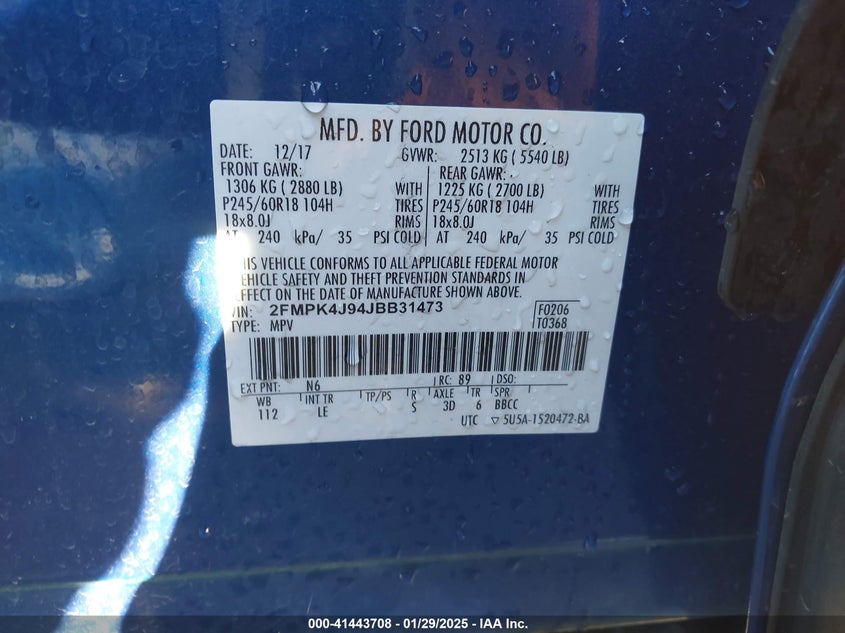 MFD. BY FORD MOTOR CO.
DATE: 12/17 GVWR: 2513 KG ( 5540 LB)
FRONT GAWR: REAR GAWR:
1306 KG ( 2880 LB) WITH 1225 KG ( 2700 LB) WITH
P245/60R18 104H TIRES P245/60R18 104H TIRES
18x8.0J RIMS 18x8.0J RIMS
AT 240 kPa/ 35 PSI COLD AT 240 kPa/ 35 PSI COLD
THIS VEHICLE CONFORMS TO ALL APPLICABLE FEDERAL MOTOR
VEHICLE SAFETY AND THEFT PREVENTION STANDARDS IN
EFFECT ON THE DATE OF MANUFACTURE SHOWN ABOVE.
VIN: 2FMPK4J94JBB31473 F0206
TYPE: MPV T0368
EXT PNT: N6 RC: 89 DSO:
WB INT TR TP/PS R AXLE TR SPR
112 LE S 3D 6 BBCC
UTC ▽ 5U5A-1520472-BA
000-41443708 - 01/29/2025 - © IAA Inc.